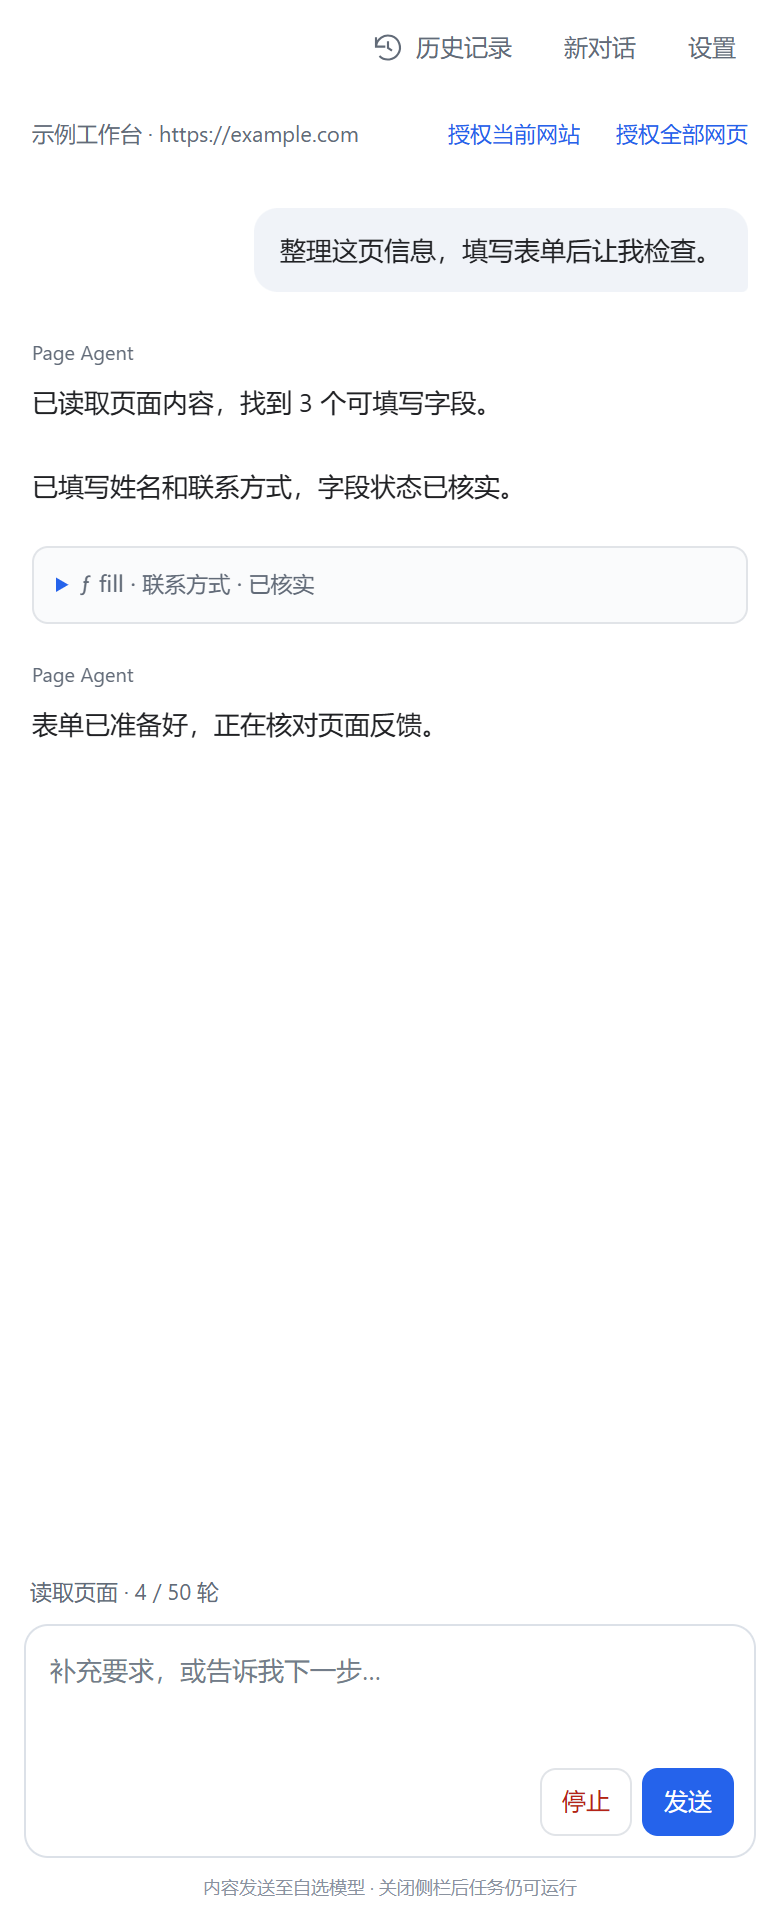 历史记录 新对话 设置
示例工作台 · https://example.com 授权当前网站 授权全部网页
整理这页信息，填写表单后让我检查。
Page Agent
已读取页面内容，找到 3 个可填写字段。
已填写姓名和联系方式，字段状态已核实。
▶ ƒ fill · 联系方式 · 已核实
Page Agent
表单已准备好，正在核对页面反馈。
读取页面 · 4 / 50 轮
补充要求，或告诉我下一步...
停止 发送
内容发送至自选模型 · 关闭侧栏后任务仍可运行